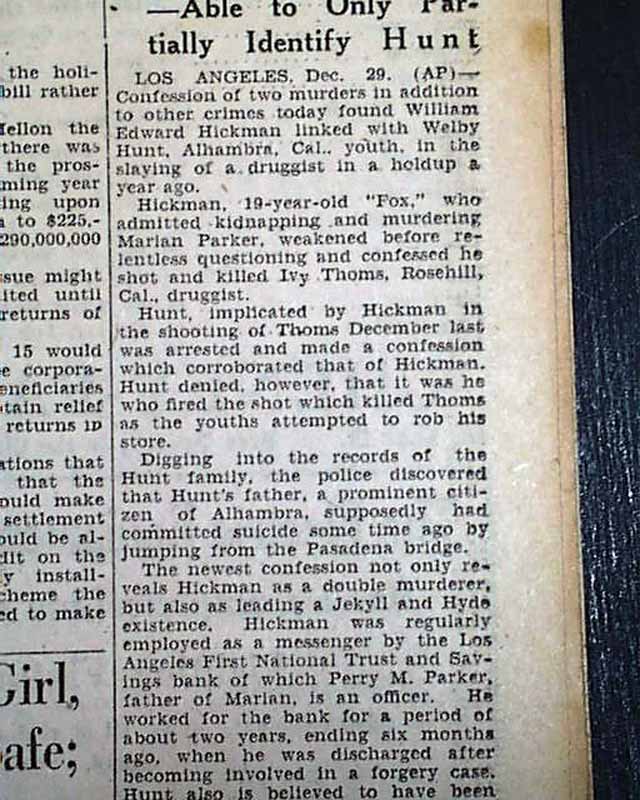 the holi-
bill rather
Mellon the
there was
the pros-
ming year
ing upon
a to $225,-
290,000,000
ssue might
ited until
returns of
15 would
e corpora-
eneficiaries
tain relief
returns in
ations that
that the
ould make
settlement
ould be al-
dit on the
y install-
cheme the
ed to make
Girl,
afe;
—Able to Only Par-
tially Identify Hunt
LOS ANGELES, Dec. 29. (AP)—
Confession of two murders in addition
to other crimes today found William
Edward Hickman linked with Welby
Hunt, Alhambra, Cal., youth, in the
slaying of a druggist in a holdup a
year ago.
Hickman, 19-year-old "Fox," who
admitted kidnapping and murdering
Marian Parker, weakened before re-
lentless questioning and confessed he
shot and killed Ivy Thoms, Rosehill,
Cal., druggist.
Hunt, implicated by Hickman in
the shooting of Thoms December last
was arrested and made a confession
which corroborated that of Hickman.
Hunt denied, however, that it was he
who fired the shot which killed Thoms
as the youths attempted to rob his
store.
Digging into the records of the
Hunt family, the police discovered
that Hunt's father, a prominent citi-
zen of Alhambra, supposedly had
committed suicide some time ago by
jumping from the Pasadena bridge.
The newest confession not only re-
veals Hickman as a double murderer,
but also as leading a Jekyll and Hyde
existence. Hickman was regularly
employed as a messenger by the Los
Angeles First National Trust and Sav-
ings bank of which Perry M. Parker,
father of Marian, is an officer. He
worked for the bank for a period of
about two years, ending six months
ago, when he was discharged after
becoming involved in a forgery case.
Hunt also is believed to have been